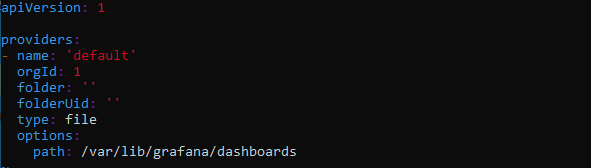 apiVersion: 1

providers:
- name: 'default'
  orgId: 1
  folder: ''
  folderUid: ''
  type: file
  options:
    path: /var/lib/grafana/dashboards